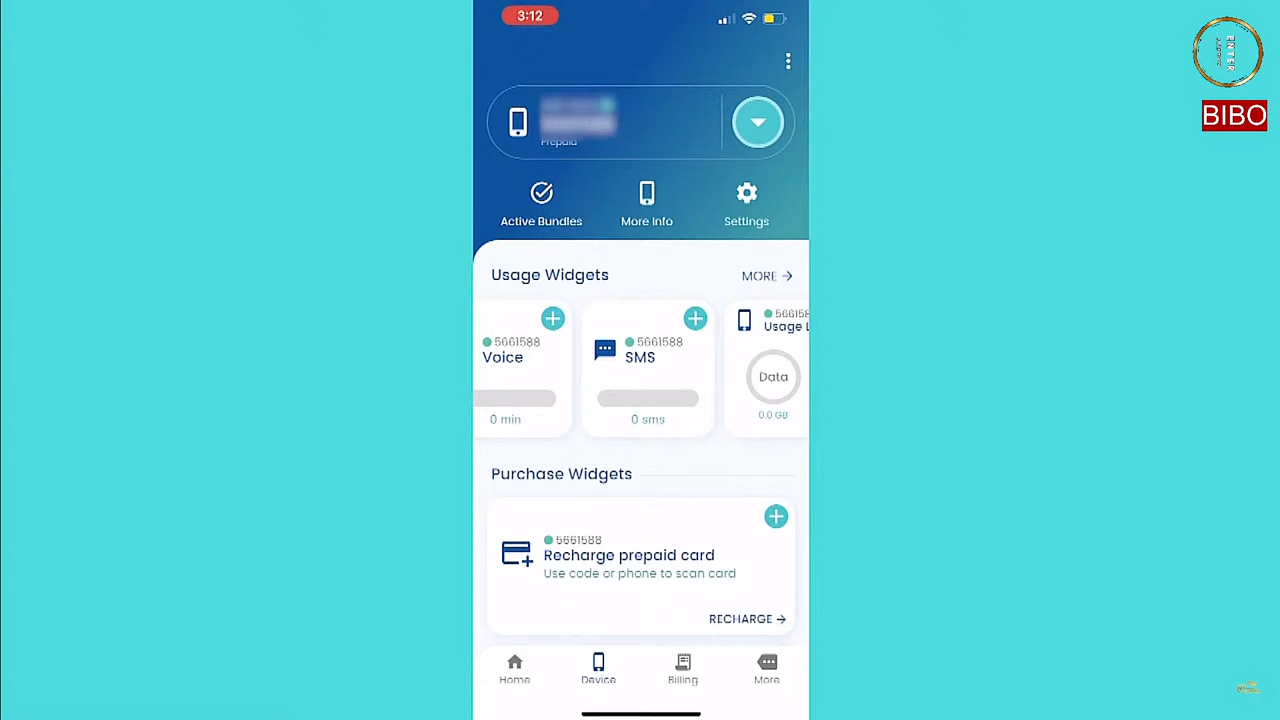 3:12
BIBO
Prepaid
Active Bundles
More Info
Settings
Usage Widgets
MORE
5661588
Voice
0 min
5661588
SMS
0 sms
56615
Usage
Data
0.0 GB
Purchase Widgets
5661588
Recharge prepaid card
Use code or phone to scan card
RECHARGE
Home
Device
Billing
More